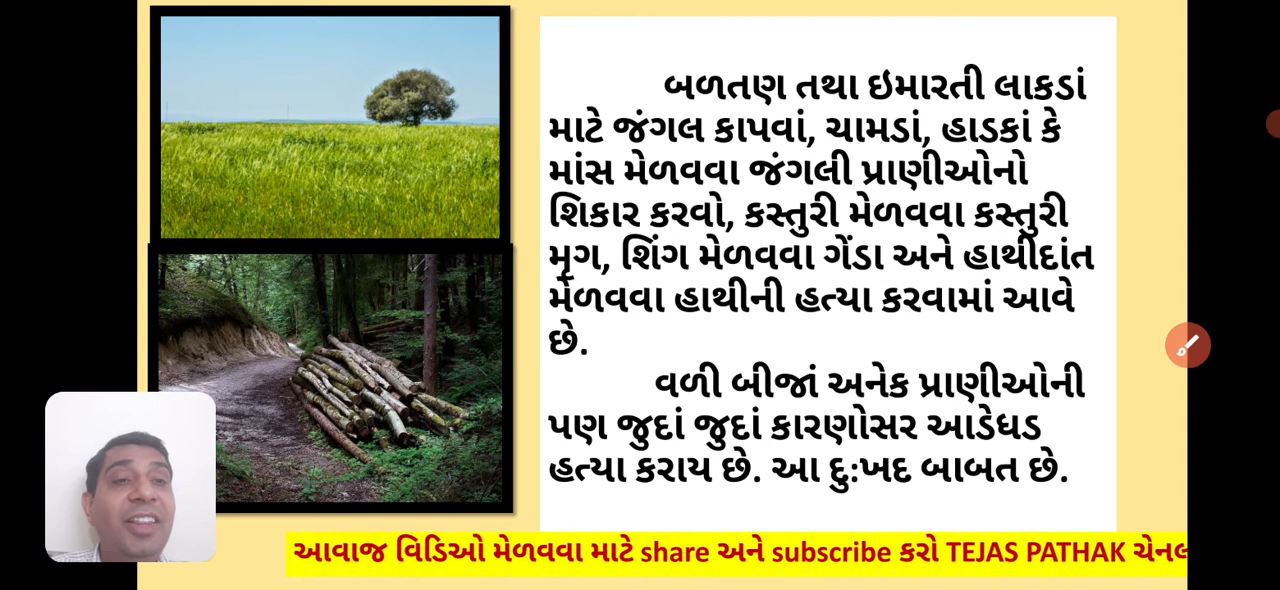 બળતણ તથા ઇમારતી લાકડાં
માટે જંગલ કાપવાં, ચામડાં, હાડકાં કે
માંસ મેળવવા જંગલી પ્રાણીઓનો
શિકાર કરવો, કસ્તુરી મેળવવા કસ્તુરી
મૃગ, શિંગ મેળવવા ગેંડા અને હાથીદાંત
મેળવવા હાથીની હત્યા કરવામાં આવે
છે.
વળી બીજાં અનેક પ્રાણીઓની
પણ જુદાં જુદાં કારણોસર આડેધડ
હત્યા કરાય છે. આ દુ:ખદ બાબત છે.
આવાજ વિડિઓ મેળવવા માટે share અને subscribe કરો TEJAS PATHAK ચેનલ